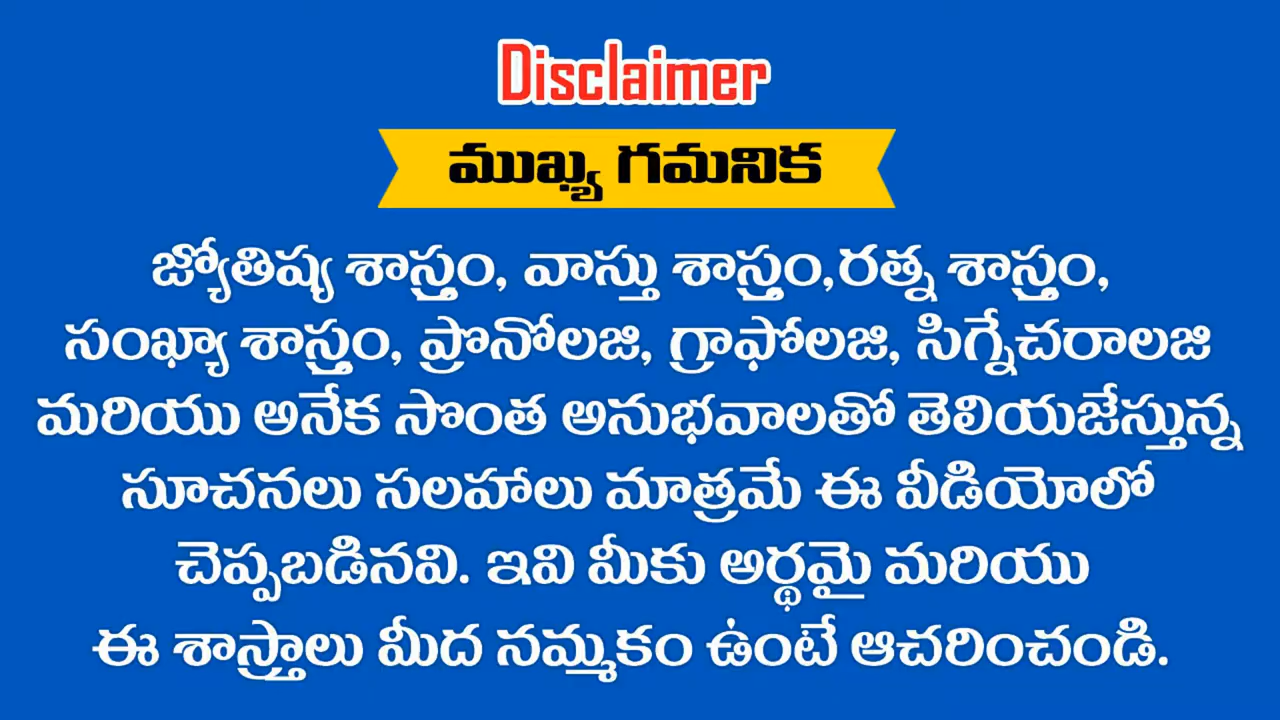 Disclaimer
ముఖ్య గమనిక
జ్యోతిష్య శాస్త్రం, వాస్తు శాస్త్రం,రత్న శాస్త్రం,
సంఖ్యా శాస్త్రం, ప్రొనోలజి, గ్రాఫోలజి, సిగ్నేచరాలజి
మరియు అనేక సొంత అనుభవాలతో తెలియజేస్తున్న
సూచనలు సలహాలు మాత్రమే ఈ వీడియోలో
చెప్పబడినవి. ఇవి మీకు అర్థమై మరియు
ఈ శాస్త్రాలు మీద నమ్మకం ఉంటే ఆచరించండి.